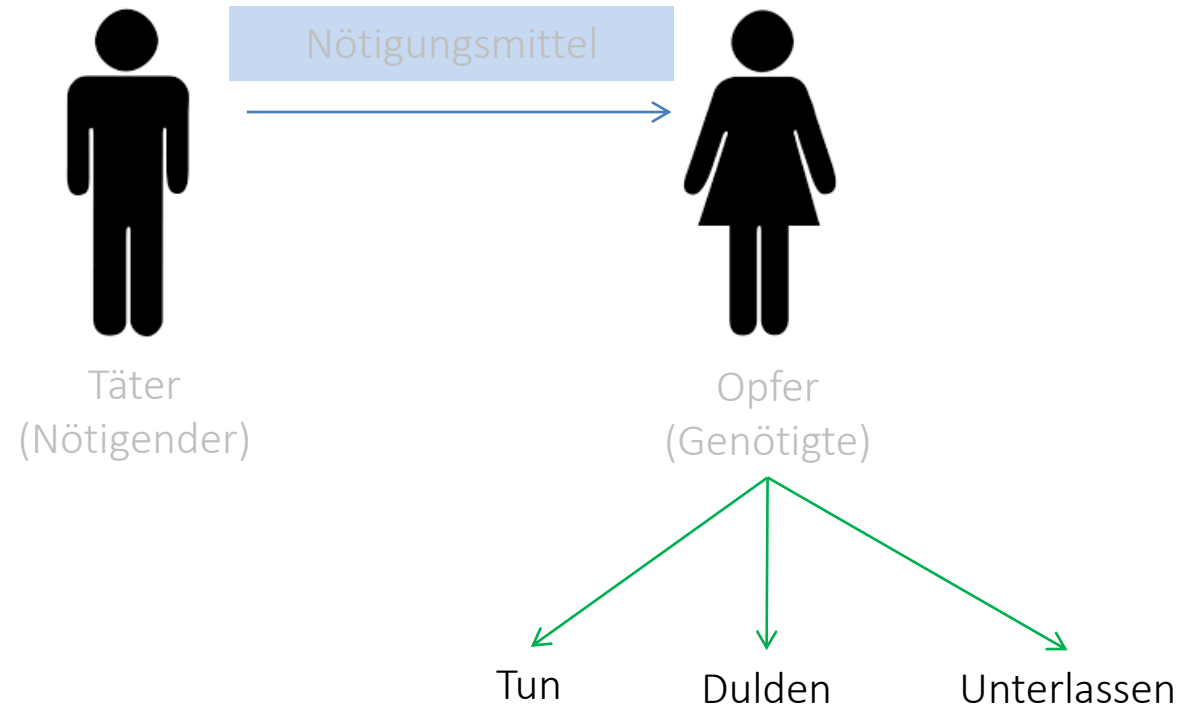 Nötigungsmittel
Täter
(Nötigender)
Opfer
(Genötigte)
Tun
Dulden
Unterlassen